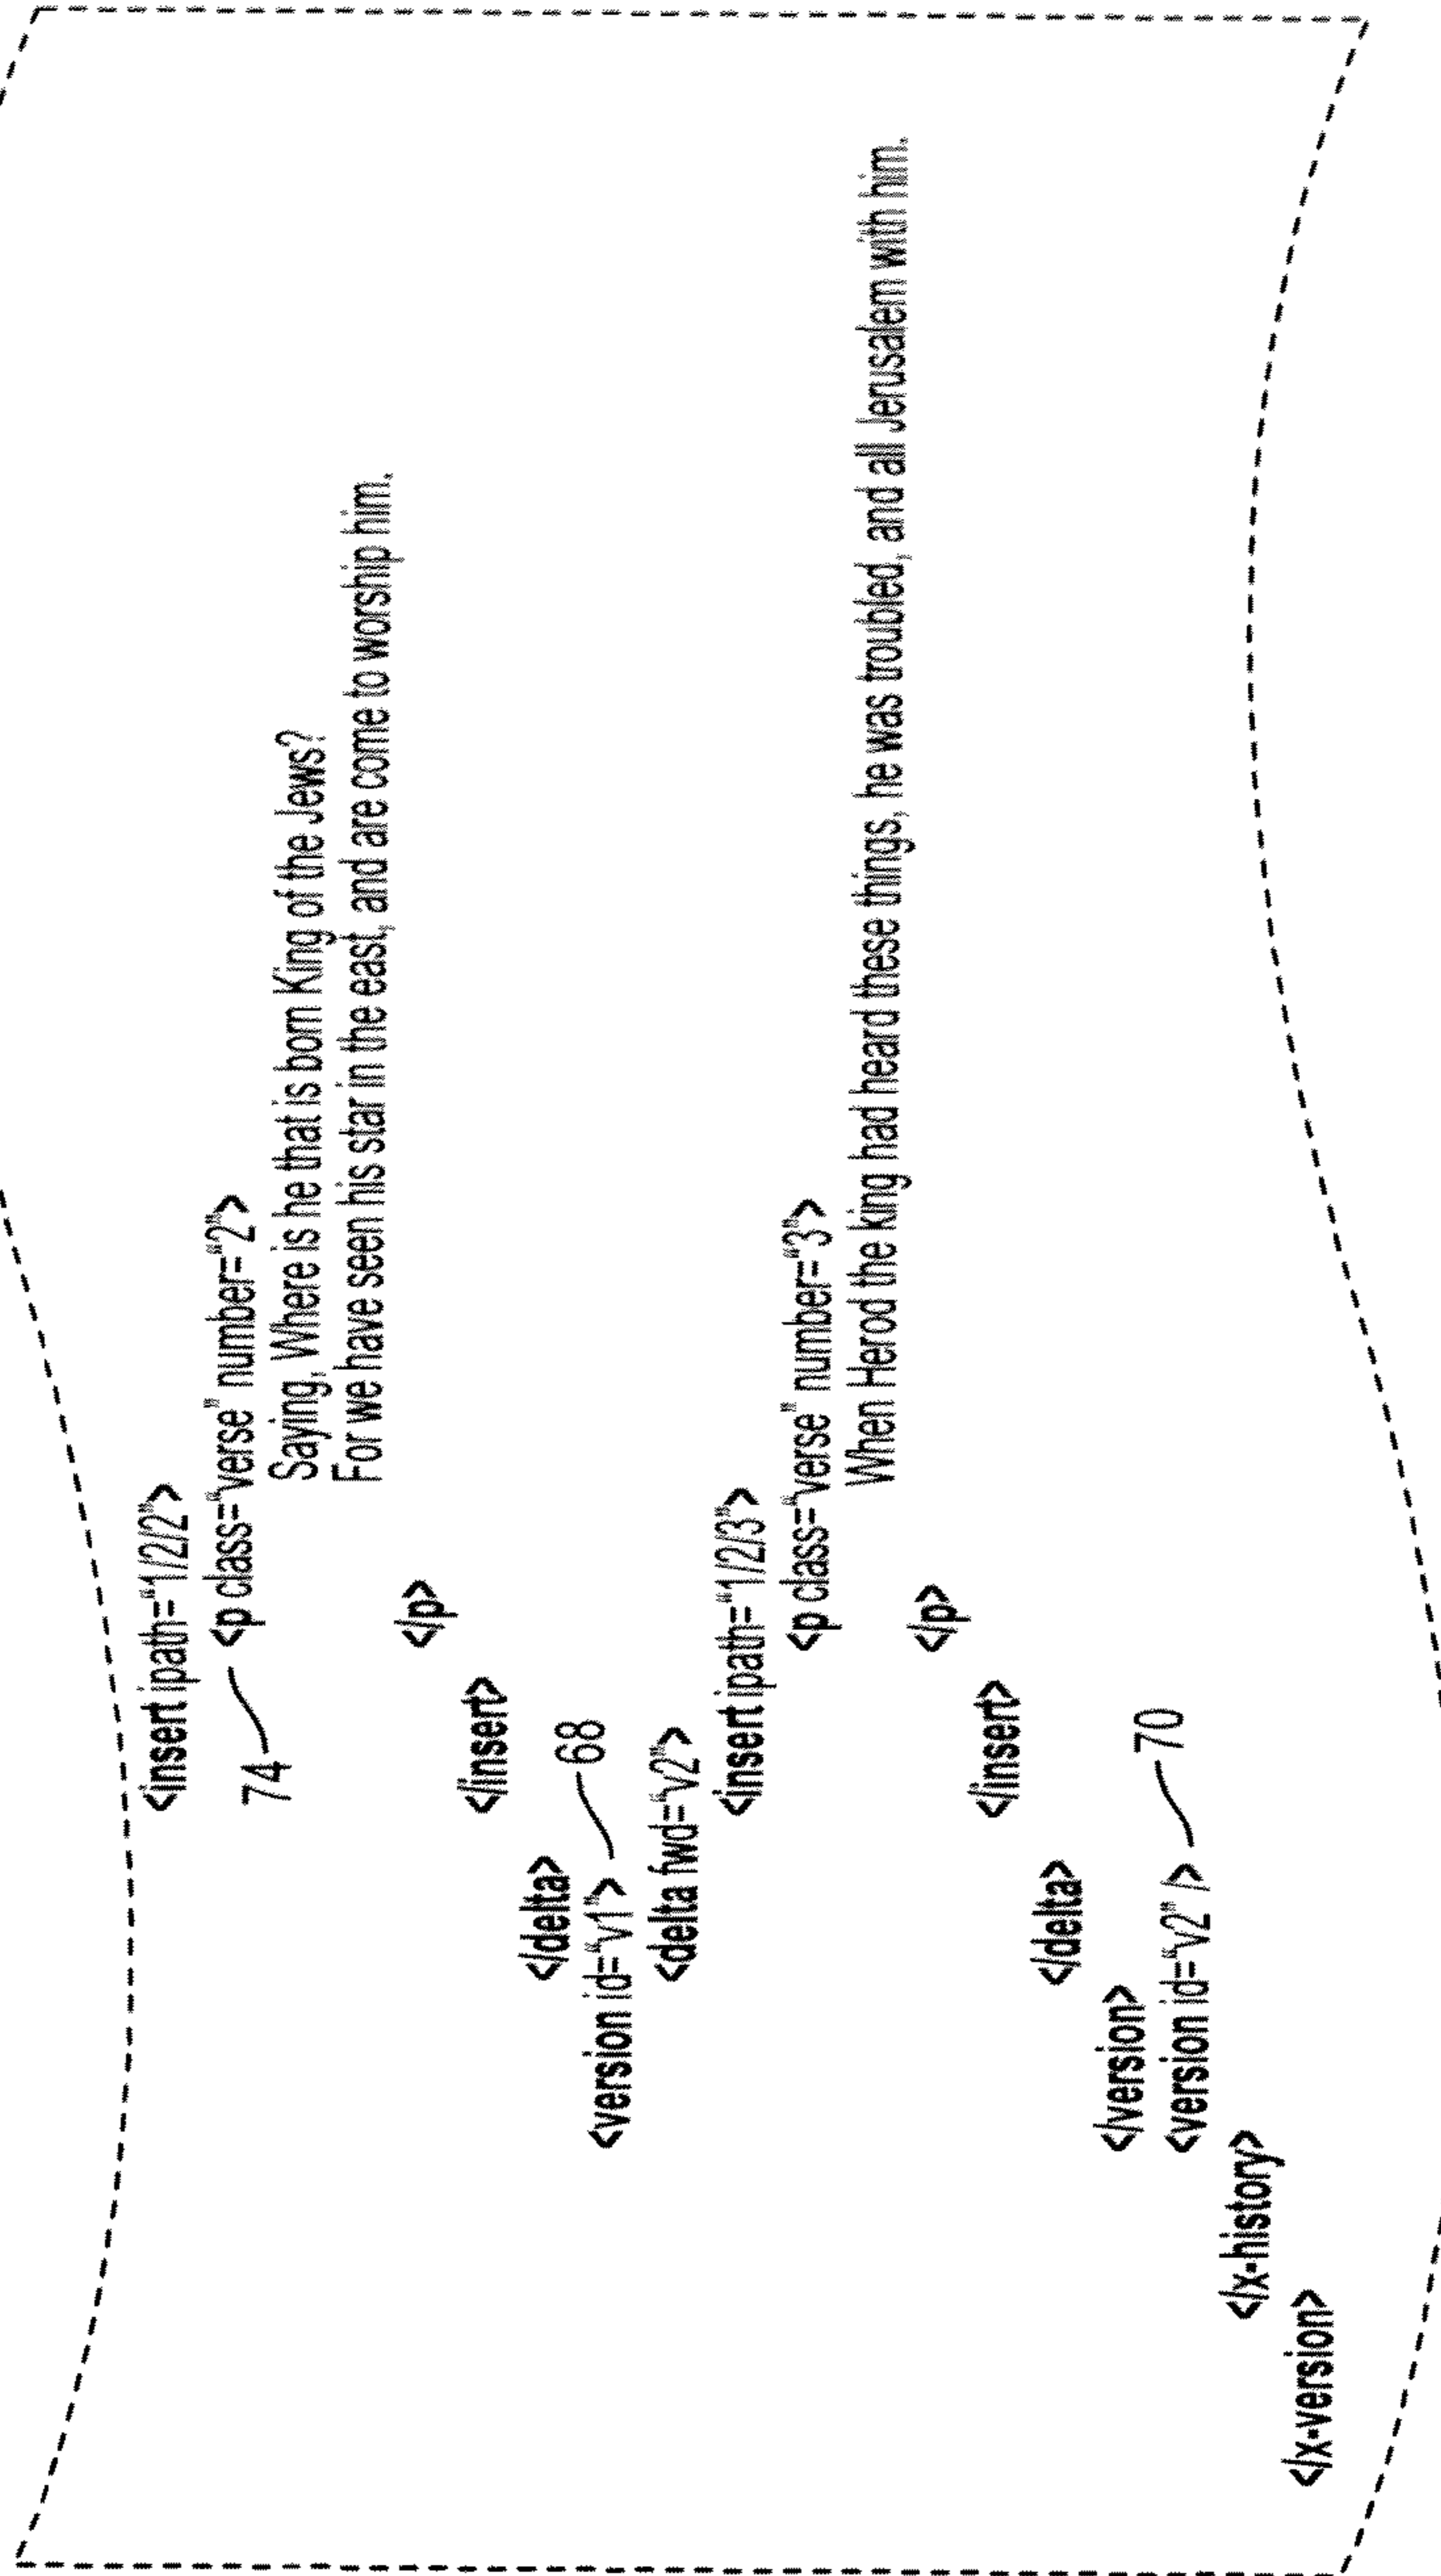 <insert ipath="1/2/2">
<p class="verse" number="2">
74
Saying, Where is he that is born King of the Jews?
For we have seen his star in the east, and are come to worship him.
</p>
</insert>
</delta>
68
<version id="v1">
<delta fwd="v2">
<insert ipath="1/2/3">
<p class="verse" number="3">
When Herod the king had heard these things, he was troubled, and all Jerusalem with him.
</p>
</insert>
</delta>
</version>
70
<version id="v2" />
</x-history>
</x-version>